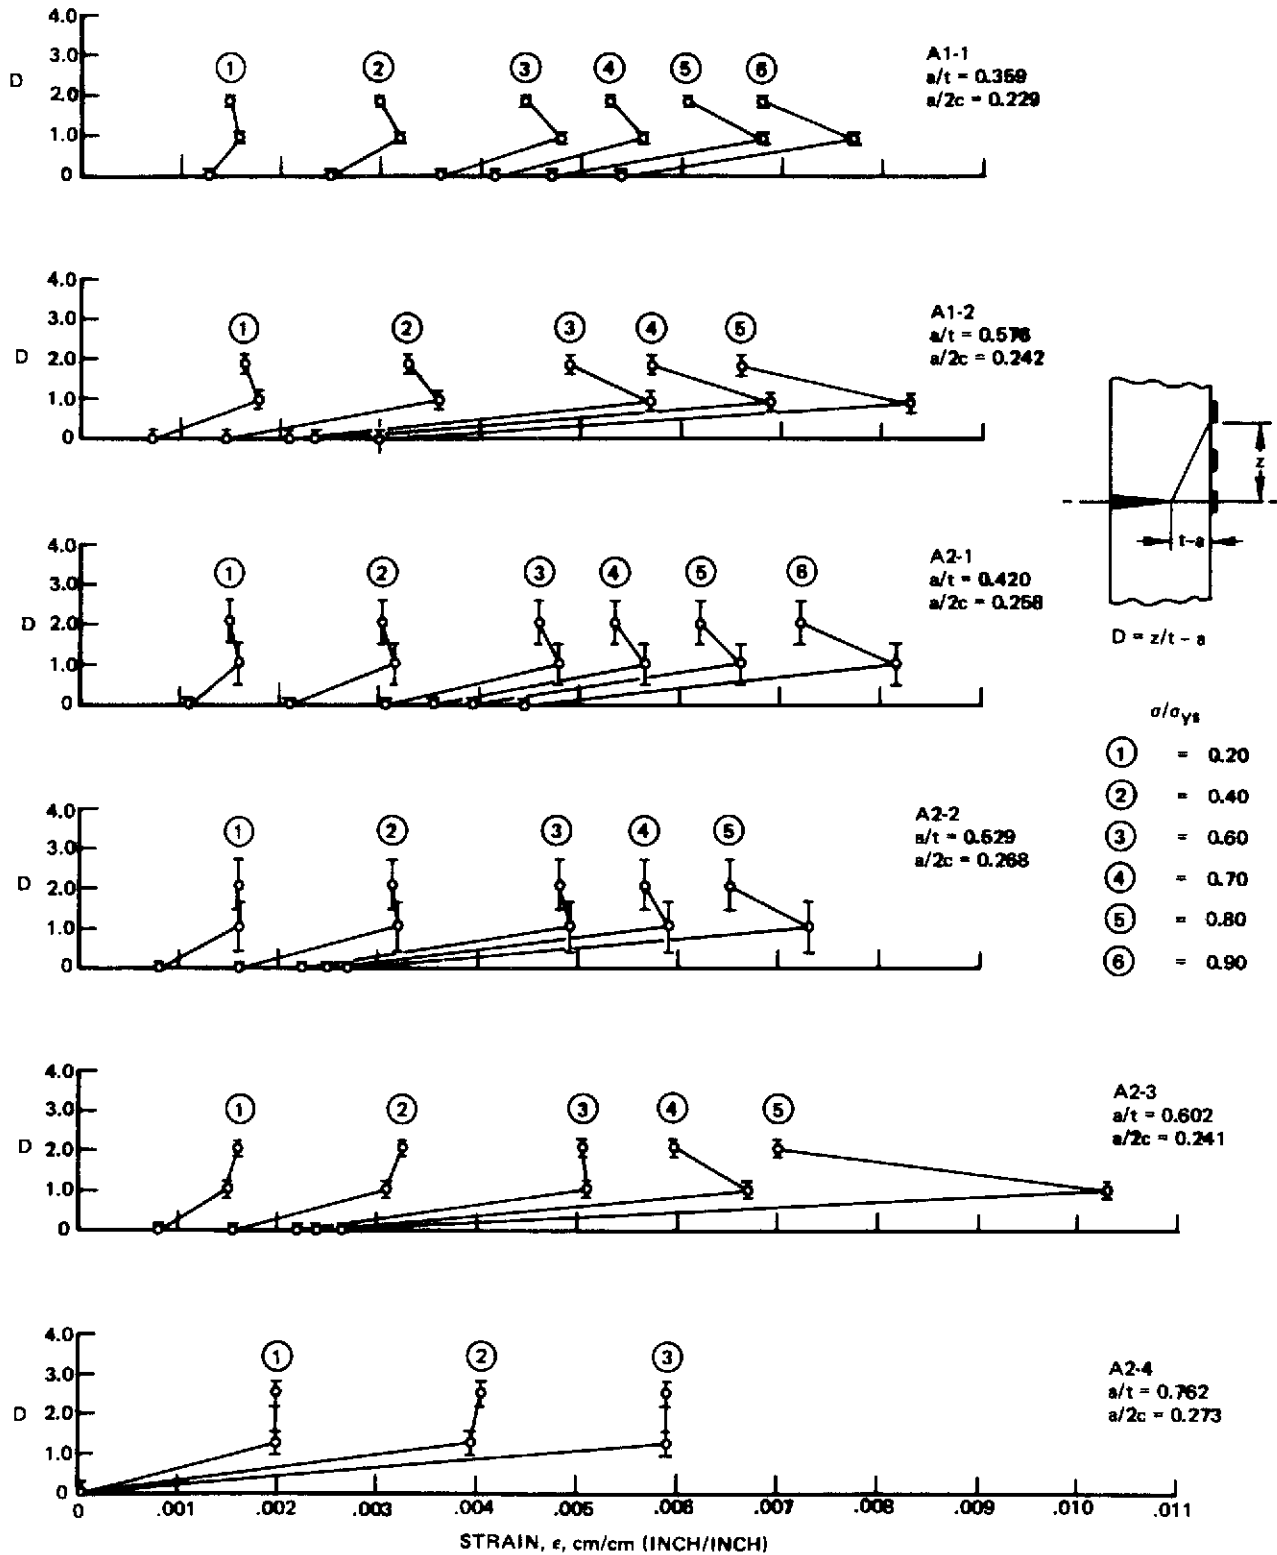 4.0
3.0
D
2.0
1.0
0
1 2 3 4 5 6
A1-1
a/t = 0.359
a/2c = 0.229
4.0
3.0
D
2.0
1.0
0
1 2 3 4 5
A1-2
a/t = 0.576
a/2c = 0.242
z
t-a
D = z/t - a
4.0
3.0
D
2.0
1.0
0
1 2 3 4 5 6
A2-1
a/t = 0.420
a/2c = 0.258
σ/σys
1 = 0.20
2 = 0.40
3 = 0.60
4 = 0.70
5 = 0.80
6 = 0.90
4.0
3.0
D
2.0
1.0
0
1 2 3 4 5
A2-2
a/t = 0.529
a/2c = 0.268
4.0
3.0
D
2.0
1.0
0
1 2 3 4 5
A2-3
a/t = 0.602
a/2c = 0.241
4.0
3.0
D
2.0
1.0
0
1 2 3
A2-4
a/t = 0.762
a/2c = 0.273
0 .001 .002 .003 .004 .005 .006 .007 .008 .009 .010 .011
STRAIN, ε, cm/cm (INCH/INCH)